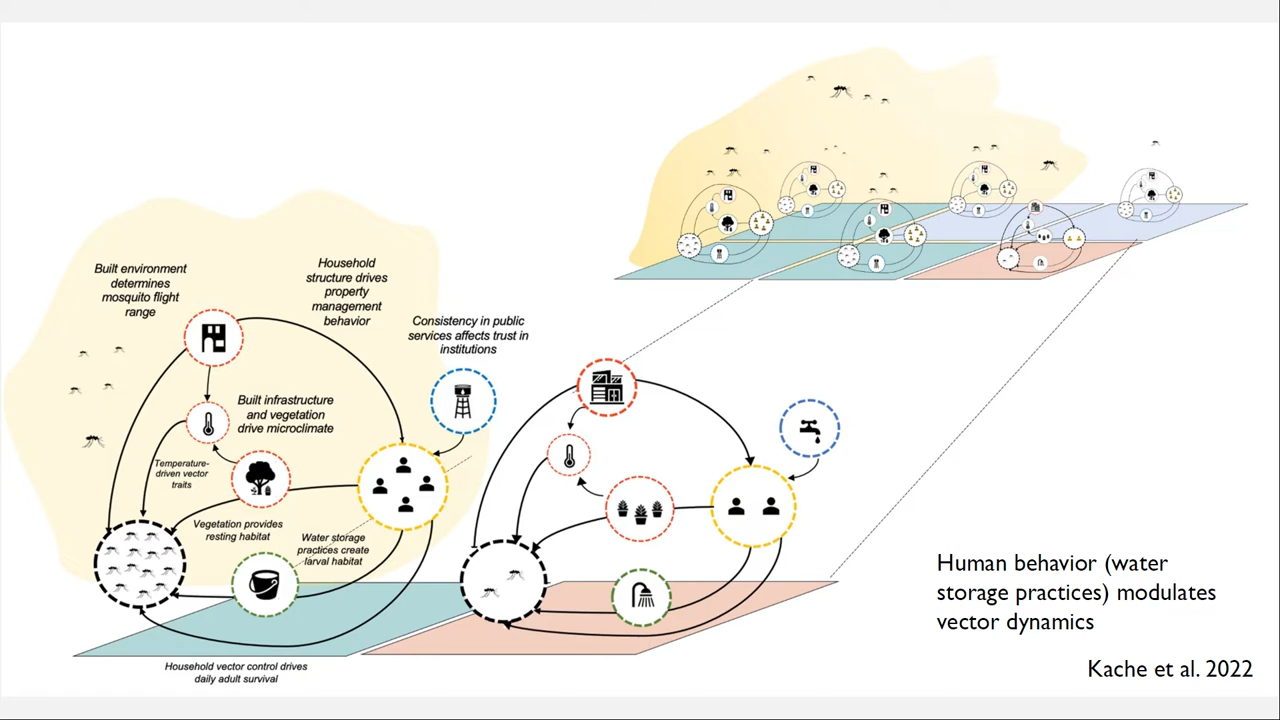 Built environment
determines
mosquito flight
range
Household
structure drives
property
management
behavior
Consistency in public
services affects trust in
institutions
Built infrastructure
and vegetation
drive microclimate
Temperature-
driven vector
traits
Vegetation provides
resting habitat
Water storage
practices create
larval habitat
Household vector control drives
daily adult survival
Human behavior (water
storage practices) modulates
vector dynamics
Kache et al. 2022